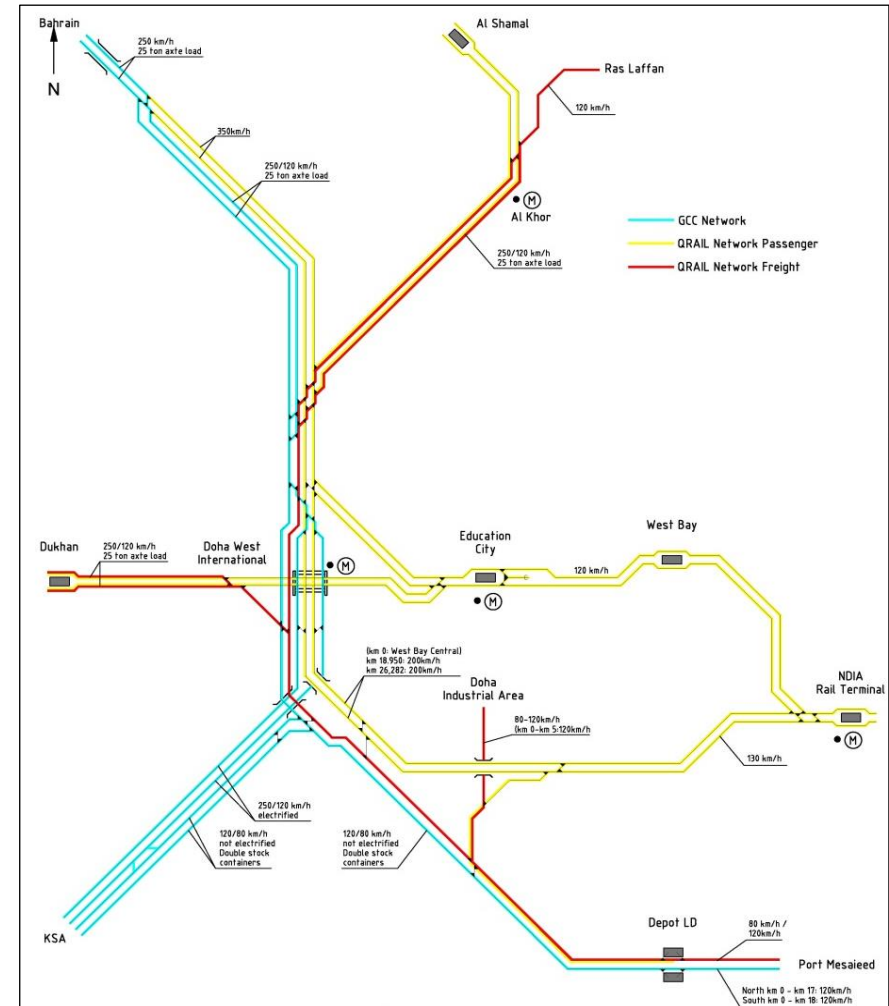 Bahrain
250 km/h
25 ton axte load
N
Al Shamal
Ras Laffan
120 km/h
350km/h
250/120 km/h
25 ton axte load
M
Al Khor
GCC Network
QRAIL Network Passenger
QRAIL Network Freight
250/120 km/h
25 ton axte load
Dukhan
250/120 km/h
25 ton axte load
Doha West
International
M
Education
City
West Bay
120 km/h
M
(km 0: West Bay Central)
km 18.950: 200km/h
km 26,282: 200km/h
Doha
Industrial Area
NDIA
Rail Terminal
80-120km/h
(km 0-km 5:120km/h
M
130 km/h
250/120 km/h
electrified
120/80 km/h
not electrified
Double stock
containers
120/80 km/h
not electrified
Double stock
containers
KSA
Depot LD
80 km/h /
120km/h
Port Mesaieed
North km 0 - km 17: 120km/h
South km 0 - km 18: 120km/h